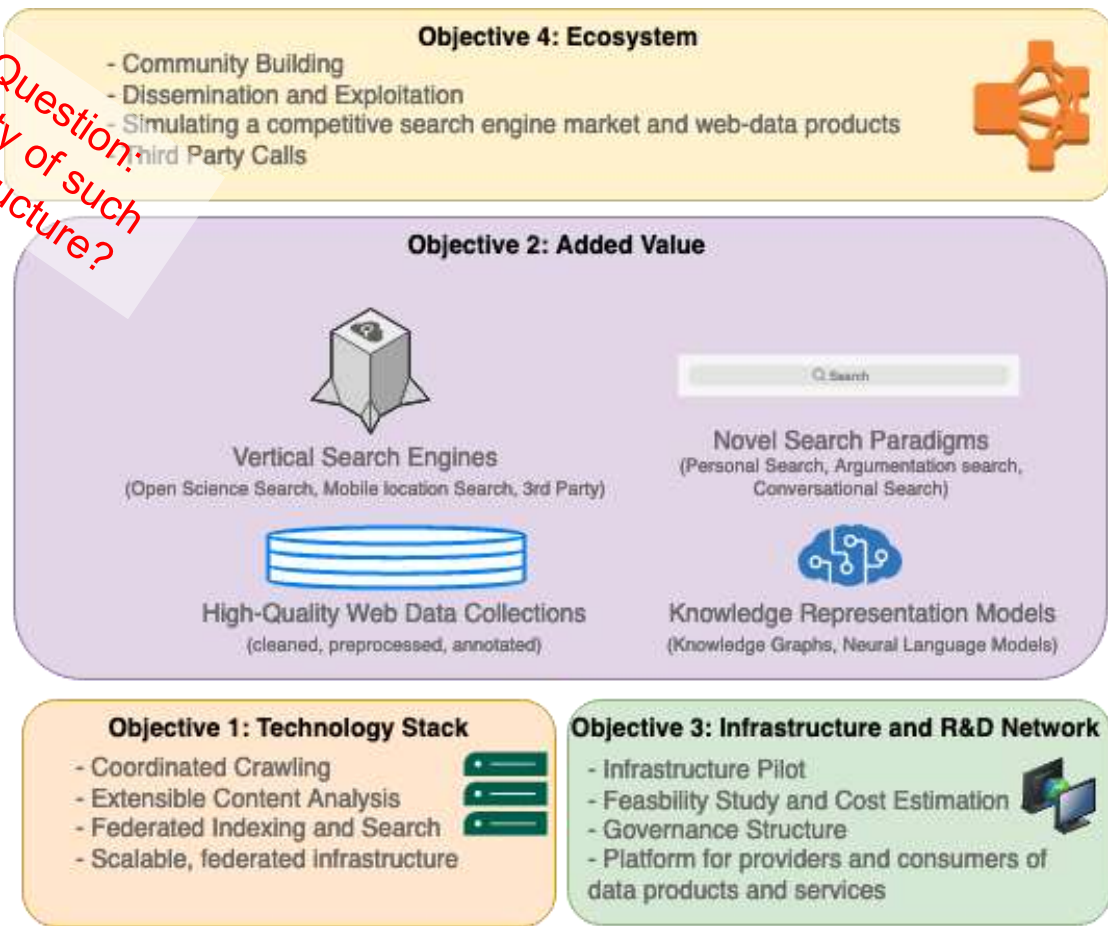 Objective 4: Ecosystem
- Community Building
- Dissemination and Exploitation
- Simulating a competitive search engine market and web-data products
- Third Party Calls
Question:
of such
Objective 2: Added Value
Search
Vertical Search Engines
(Open Science Search, Mobile location Search, 3rd Party)
Novel Search Paradigms
(Personal Search, Argumentation search,
Conversational Search)
High-Quality Web Data Collections
(cleaned, preprocessed, annotated)
Knowledge Representation Models
(Knowledge Graphs, Neural Language Models)
Objective 1: Technology Stack
- Coordinated Crawling
- Extensible Content Analysis
- Federated Indexing and Search
- Scalable, federated infrastructure
Objective 3: Infrastructure and R&D Network
- Infrastructure Pilot
- Feasbility Study and Cost Estimation
- Governance Structure
- Platform for providers and consumers of
data products and services